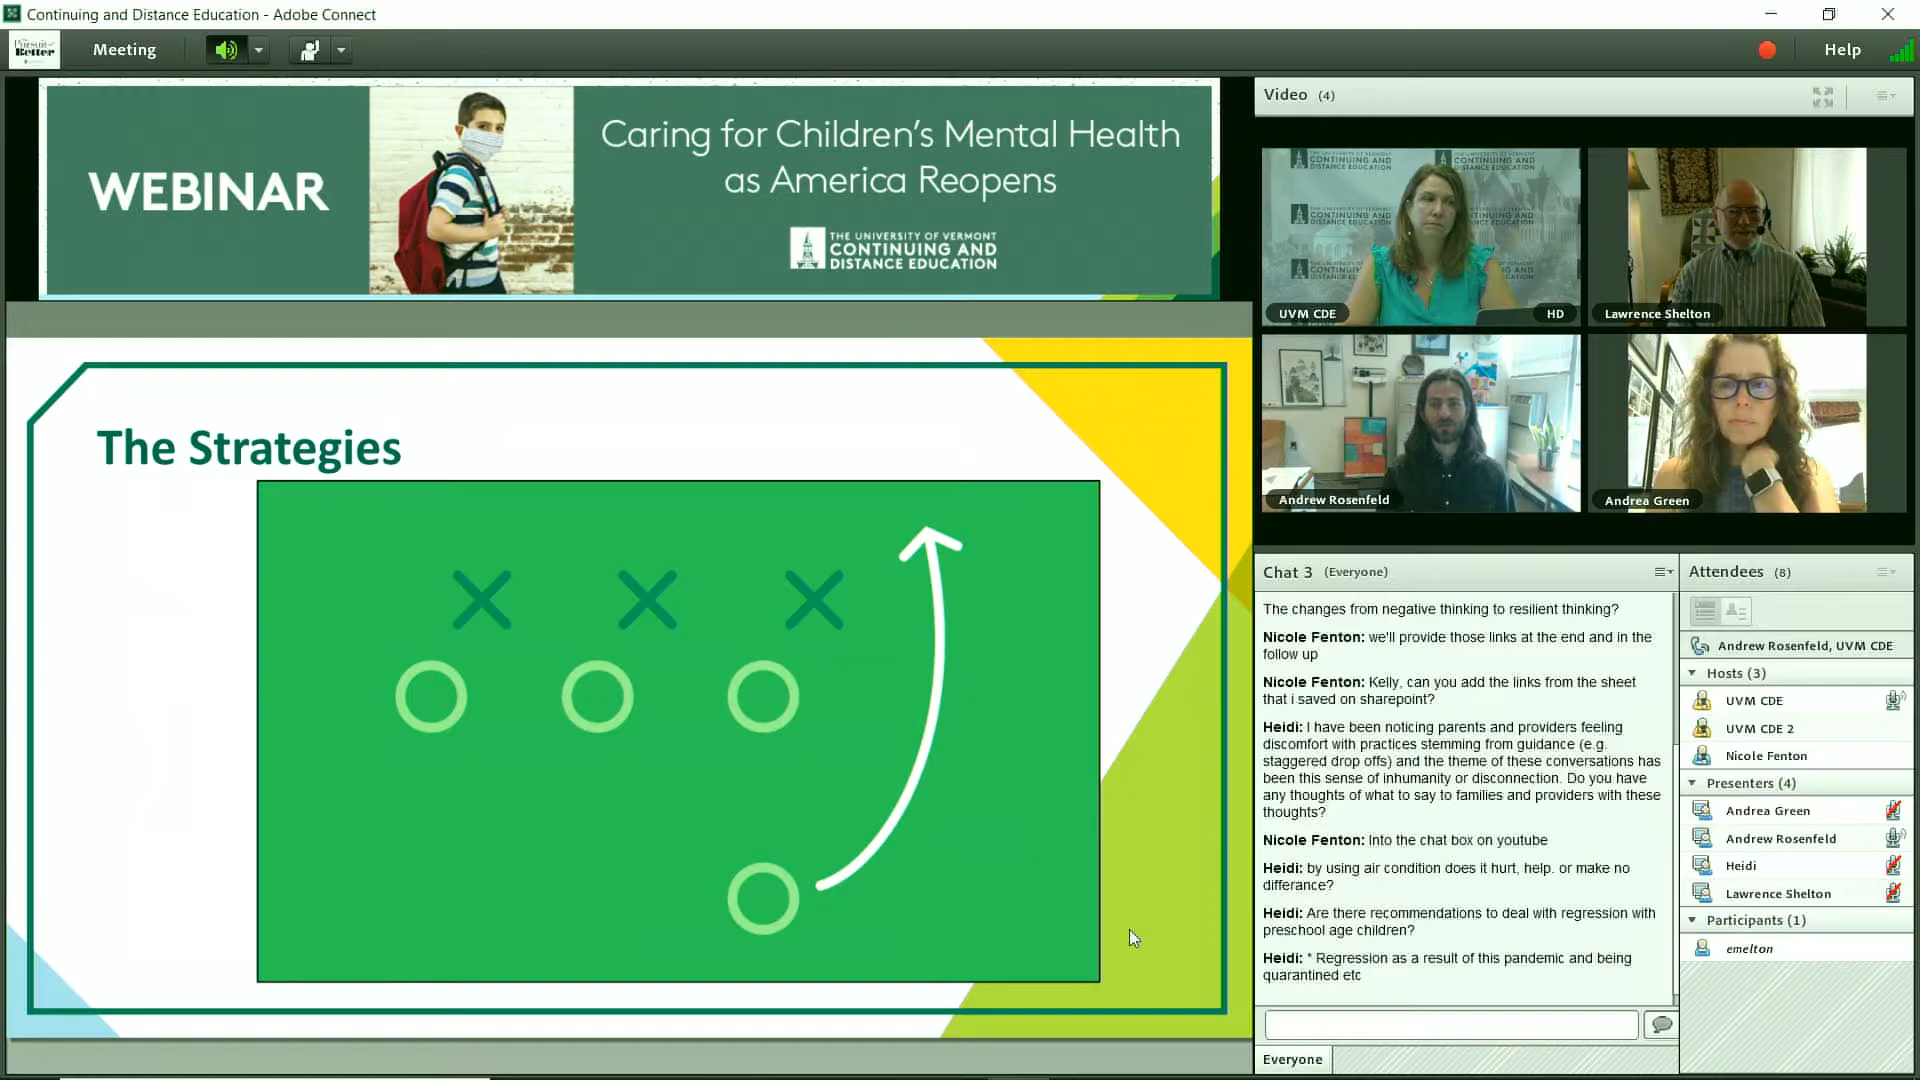 Continuing and Distance Education - Adobe Connect
Pursuit of
Better
Meeting
Help
WEBINAR
Caring for Children's Mental Health
as America Reopens
THE UNIVERSITY OF VERMONT
CONTINUING AND
DISTANCE EDUCATION
The Strategies
Video (4)
CONTINUING AND
DISTANCE EDUCATION
UVM CDE
HD
Lawrence Shelton
Andrew Rosenfeld
Andrea Green
Chat 3 (Everyone)
The changes from negative thinking to resilient thinking?
Nicole Fenton: we'll provide those links at the end and in the
follow up
Nicole Fenton: Kelly, can you add the links from the sheet
that i saved on sharepoint?
Heidi: I have been noticing parents and providers feeling
discomfort with practices stemming from guidance (e.g.
staggered drop offs) and the theme of these conversations has
been this sense of inhumanity or disconnection. Do you have
any thoughts of what to say to families and providers with these
thoughts?
Nicole Fenton: Into the chat box on youtube
Heidi: by using air condition does it hurt, help. or make no
differance?
Heidi: Are there recommendations to deal with regression with
preschool age children?
Heidi: * Regression as a result of this pandemic and being
quarantined etc
Everyone
Attendees (8)
Andrew Rosenfeld, UVM CDE
Hosts (3)
UVM CDE
UVM CDE 2
Nicole Fenton
Presenters (4)
Andrea Green
Andrew Rosenfeld
Heidi
Lawrence Shelton
Participants (1)
emelton